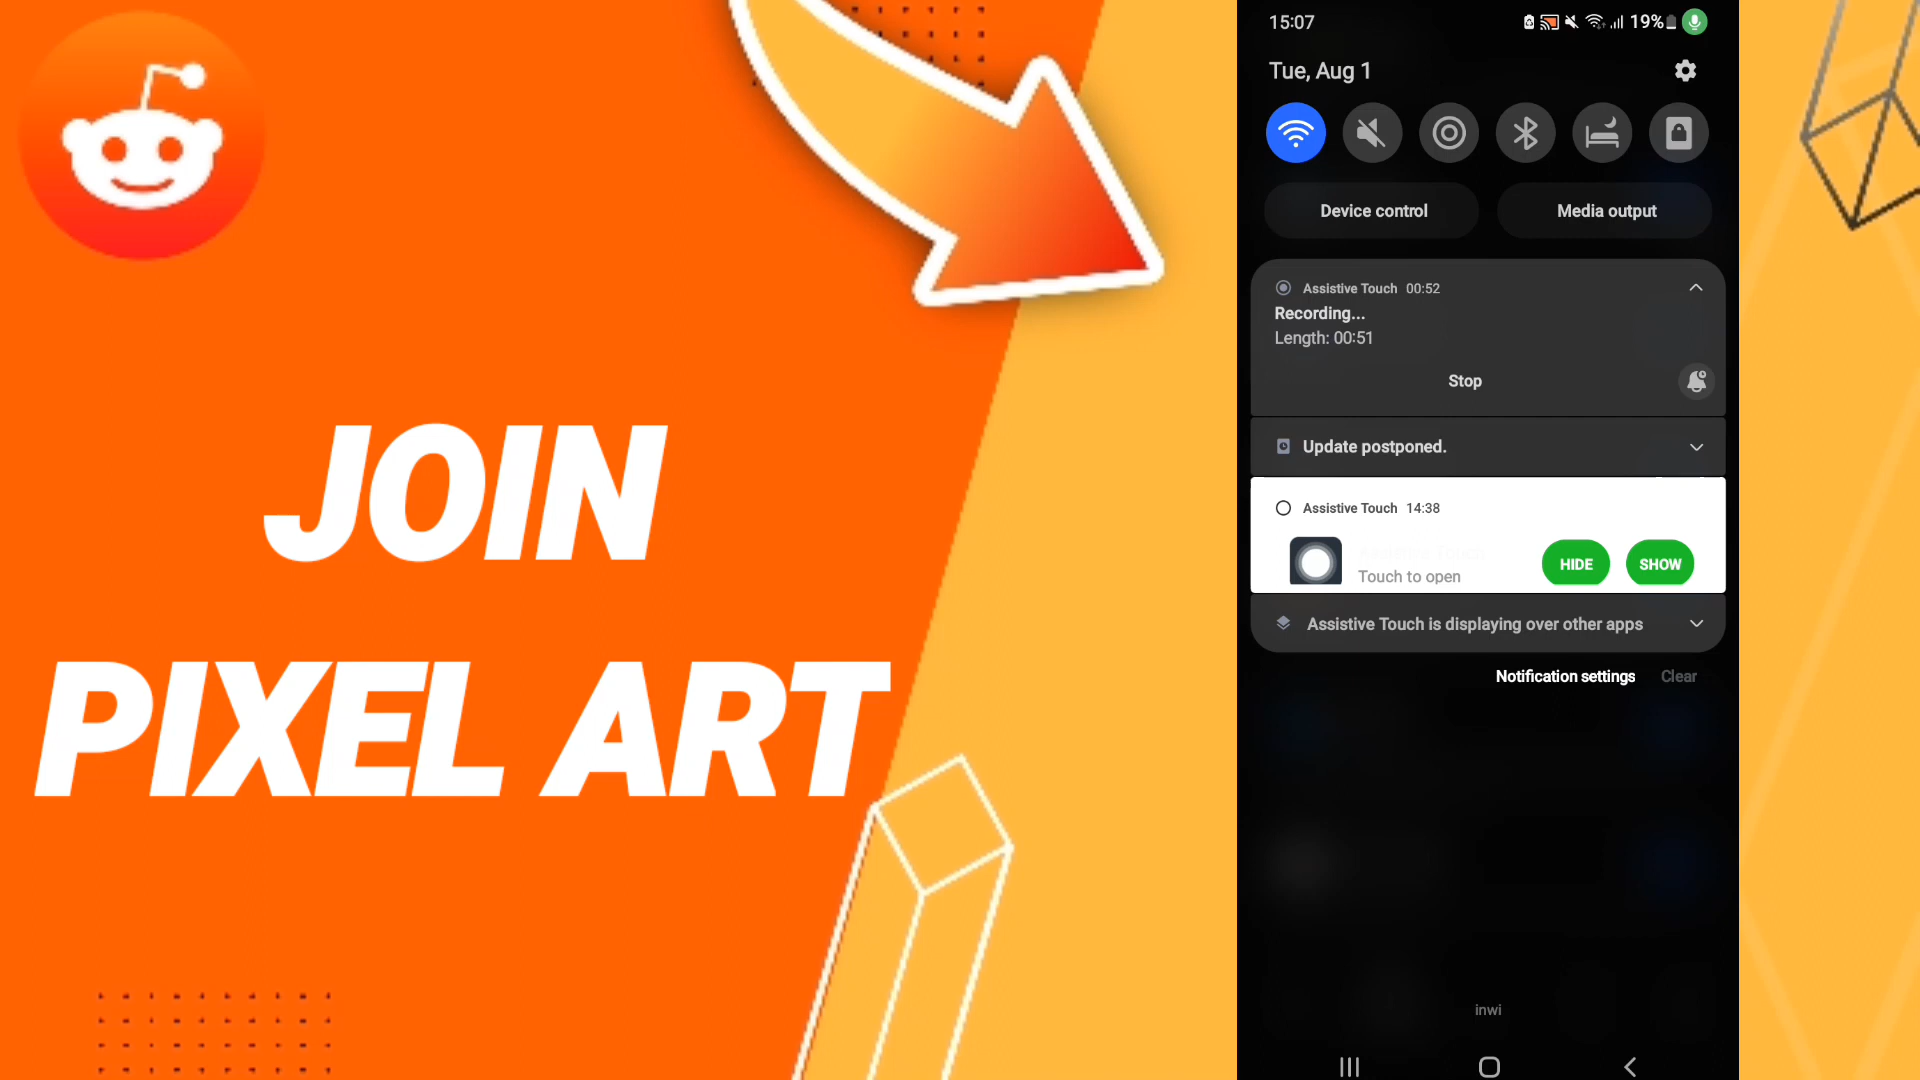 JOIN
PIXEL ART
15:07
19%
Tue, Aug 1
Device control
Media output
Assistive Touch 00:52
Recording...
Length: 00:51
Stop
Update postponed.
Assistive Touch 14:38
Touch to open
HIDE
SHOW
Assistive Touch is displaying over other apps
Notification settings
Clear
inwi